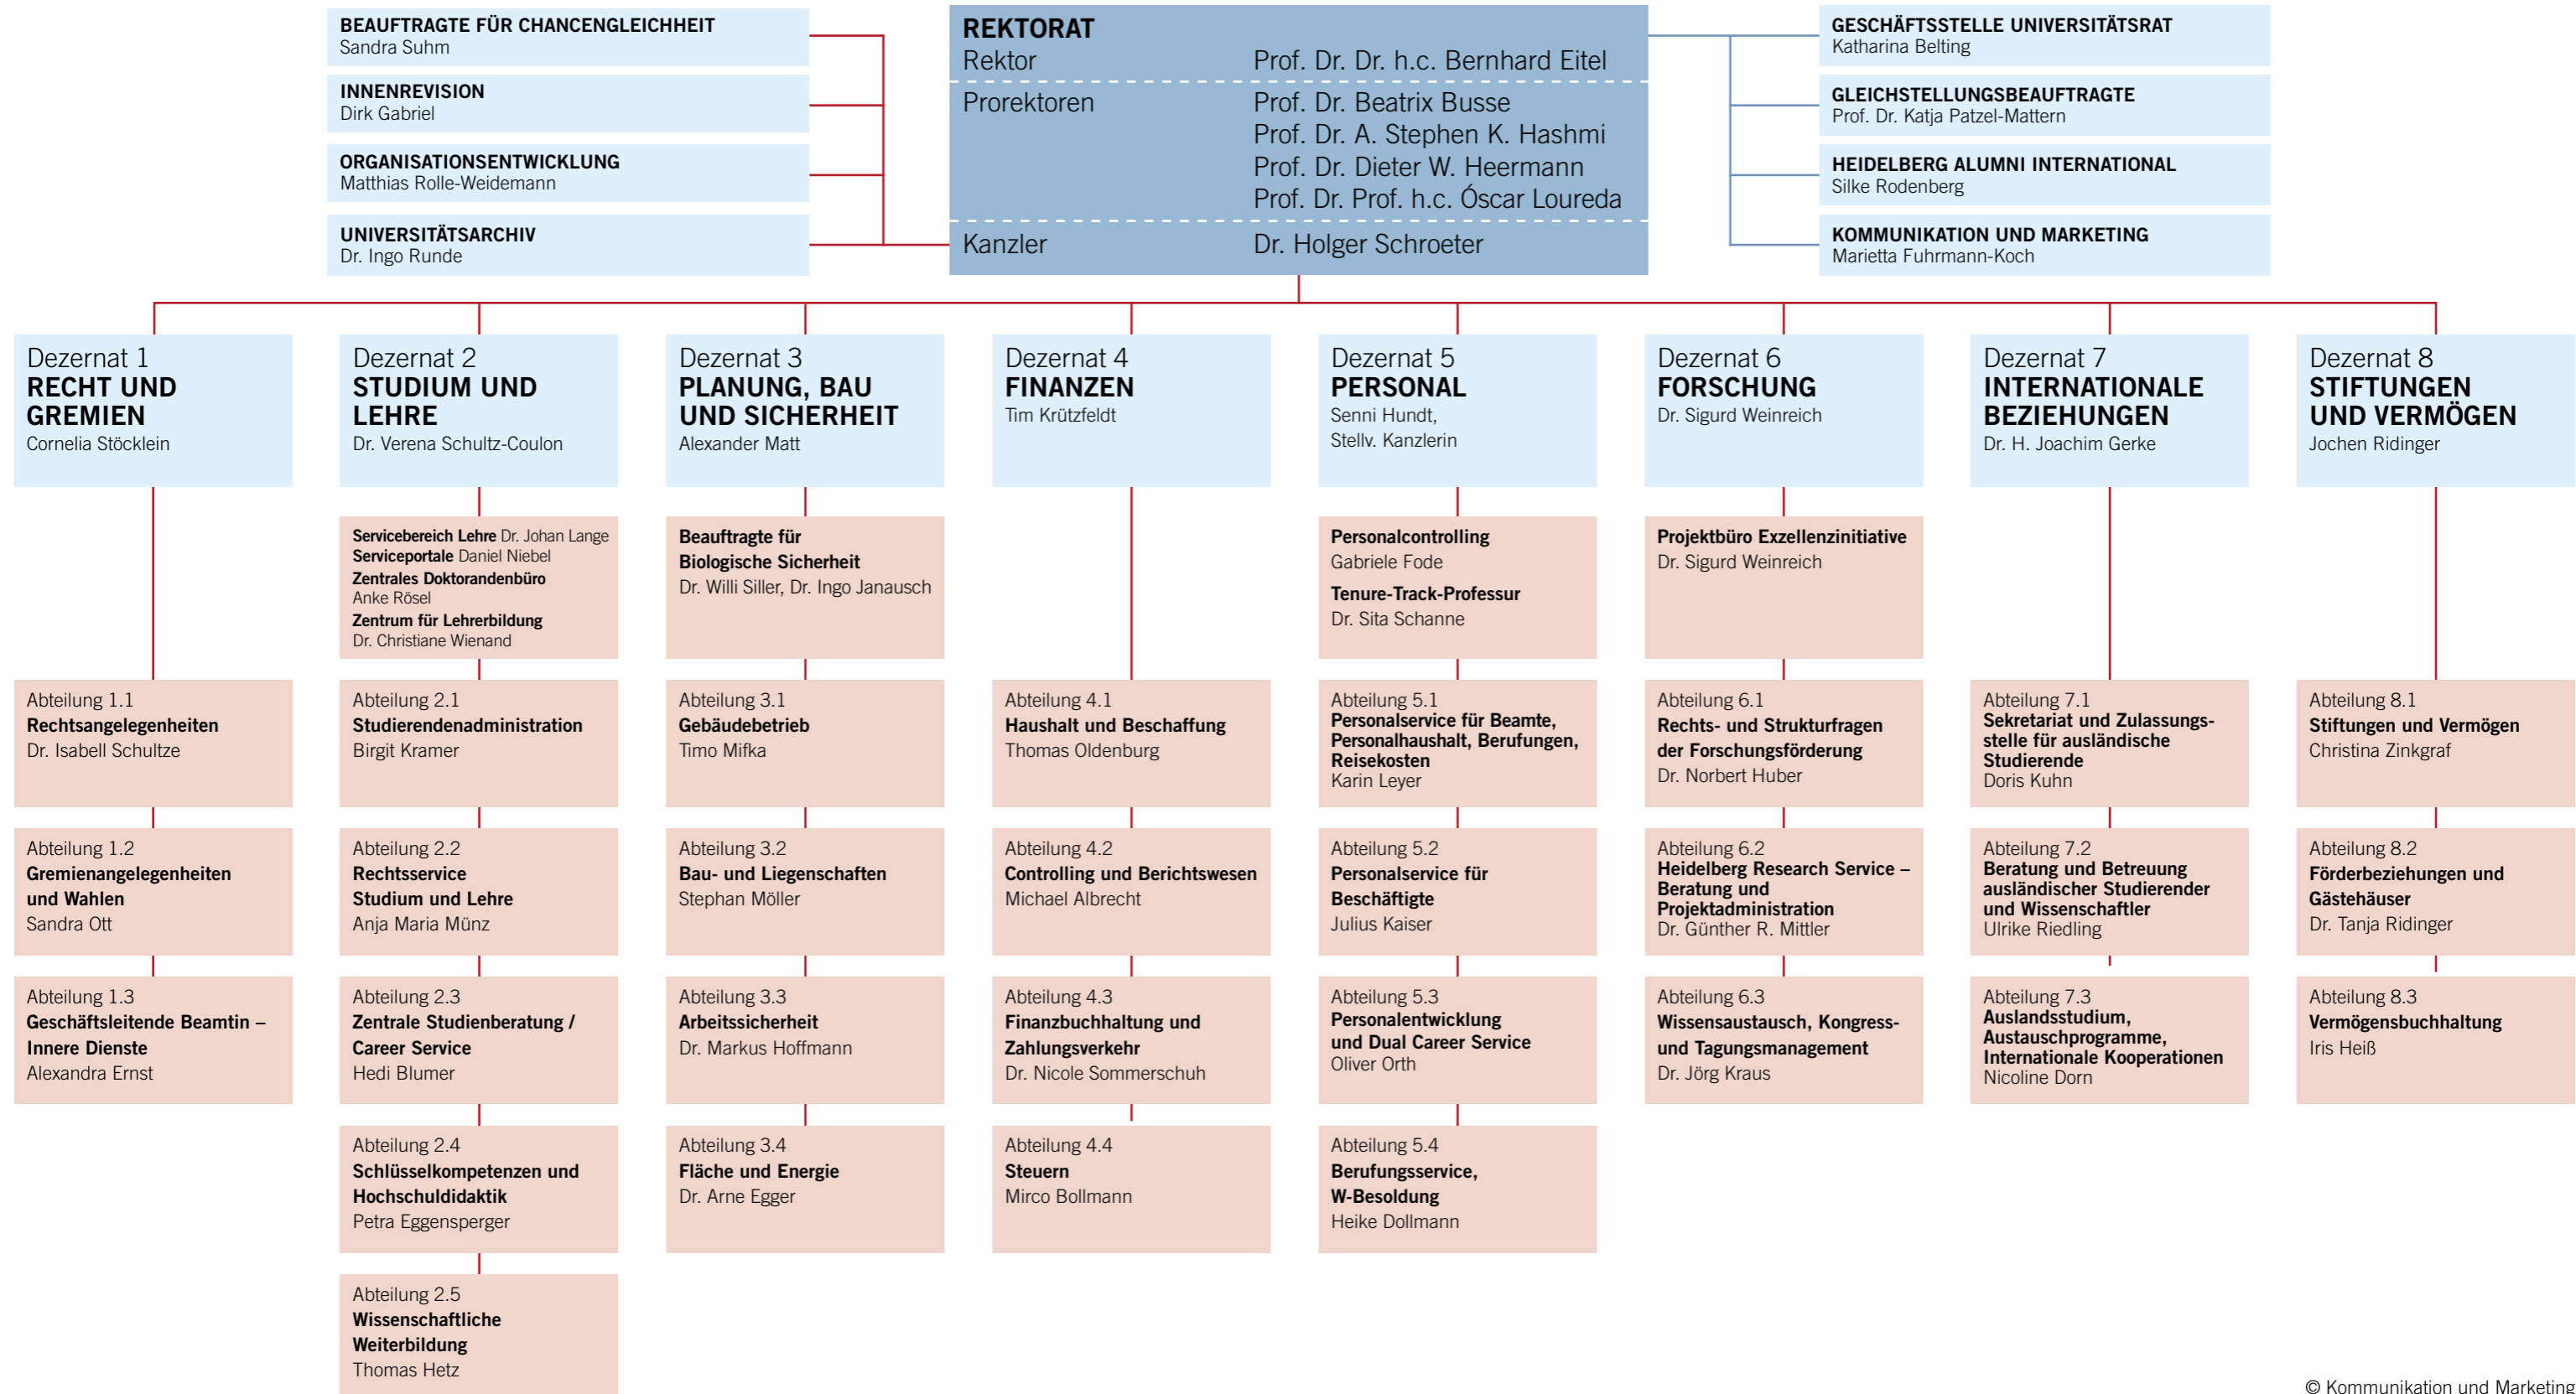 BEAUFTRAGTE FÜR CHANCENGLEICHHEIT
Sandra Suhm
INNENREVISION
Dirk Gabriel
ORGANISATIONSENTWICKLUNG
Matthias Rolle-Weidemann
UNIVERSITÄTSARCHIV
Dr. Ingo Runde
REKTORAT
Rektor Prof. Dr. Dr. h.c. Bernhard Eitel
Prorektoren Prof. Dr. Beatrix Busse
Prof. Dr. A. Stephen K. Hashmi
Prof. Dr. Dieter W. Heermann
Prof. Dr. Prof. h.c. Óscar Loureda
Kanzler Dr. Holger Schroeter
GESCHÄFTSSTELLE UNIVERSITÄTSRAT
Katharina Belting
GLEICHSTELLUNGSBEAUFTRAGTE
Prof. Dr. Katja Patzel-Mattern
HEIDELBERG ALUMNI INTERNATIONAL
Silke Rodenberg
KOMMUNIKATION UND MARKETING
Marietta Fuhrmann-Koch
Dezernat 1
RECHT UND
GREMIEN
Cornelia Stöcklein
Abteilung 1.1
Rechtsangelegenheiten
Dr. Isabell Schultze
Abteilung 1.2
Gremienangelegenheiten
und Wahlen
Sandra Ott
Abteilung 1.3
Geschäftsleitende Beamtin –
Innere Dienste
Alexandra Ernst
Dezernat 2
STUDIUM UND
LEHRE
Dr. Verena Schultz-Coulon
Servicebereich Lehre Dr. Johan Lange
Serviceportale Daniel Niebel
Zentrales Doktorandenbüro
Anke Rösel
Zentrum für Lehrerbildung
Dr. Christiane Wienand
Abteilung 2.1
Studierendenadministration
Birgit Kramer
Abteilung 2.2
Rechtsservice
Studium und Lehre
Anja Maria Münz
Abteilung 2.3
Zentrale Studienberatung /
Career Service
Hedi Blumer
Abteilung 2.4
Schlüsselkompetenzen und
Hochschuldidaktik
Petra Eggensperger
Abteilung 2.5
Wissenschaftliche
Weiterbildung
Thomas Hetz
Dezernat 3
PLANUNG, BAU
UND SICHERHEIT
Alexander Matt
Beauftragte für
Biologische Sicherheit
Dr. Willi Siller, Dr. Ingo Janausch
Abteilung 3.1
Gebäudebetrieb
Timo Mifka
Abteilung 3.2
Bau- und Liegenschaften
Stephan Möller
Abteilung 3.3
Arbeitssicherheit
Dr. Markus Hoffmann
Abteilung 3.4
Fläche und Energie
Dr. Arne Egger
Dezernat 4
FINANZEN
Tim Krützfeldt
Abteilung 4.1
Haushalt und Beschaffung
Thomas Oldenburg
Abteilung 4.2
Controlling und Berichtswesen
Michael Albrecht
Abteilung 4.3
Finanzbuchhaltung und
Zahlungsverkehr
Dr. Nicole Sommerschuh
Abteilung 4.4
Steuern
Mirco Bollmann
Dezernat 5
PERSONAL
Senni Hundt,
Stellv. Kanzlerin
Personalcontrolling
Gabriele Fode
Tenure-Track-Professur
Dr. Sita Schanne
Abteilung 5.1
Personalservice für Beamte,
Personalhaushalt, Berufungen,
Reisekosten
Karin Leyer
Abteilung 5.2
Personalservice für
Beschäftigte
Julius Kaiser
Abteilung 5.3
Personalentwicklung
und Dual Career Service
Oliver Orth
Abteilung 5.4
Berufungsservice,
W-Besoldung
Heike Dollmann
Dezernat 6
FORSCHUNG
Dr. Sigurd Weinreich
Projektbüro Exzellenzinitiative
Dr. Sigurd Weinreich
Abteilung 6.1
Rechts- und Strukturfragen
der Forschungsförderung
Dr. Norbert Huber
Abteilung 6.2
Heidelberg Research Service –
Beratung und
Projektadministration
Dr. Günther R. Mittler
Abteilung 6.3
Wissensaustausch, Kongress-
und Tagungsmanagement
Dr. Jörg Kraus
Dezernat 7
INTERNATIONALE
BEZIEHUNGEN
Dr. H. Joachim Gerke
Abteilung 7.1
Sekretariat und Zulassungs-
stelle für ausländische
Studierende
Doris Kuhn
Abteilung 7.2
Beratung und Betreuung
ausländischer Studierender
und Wissenschaftler
Ulrike Riedling
Abteilung 7.3
Auslandsstudium,
Austauschprogramme,
Internationale Kooperationen
Nicoline Dorn
Dezernat 8
STIFTUNGEN
UND VERMÖGEN
Jochen Ridinger
Abteilung 8.1
Stiftungen und Vermögen
Christina Zinkgraf
Abteilung 8.2
Förderbeziehungen und
Gästehäuser
Dr. Tanja Ridinger
Abteilung 8.3
Vermögensbuchhaltung
Iris Heiß
© Kommunikation und Marketing